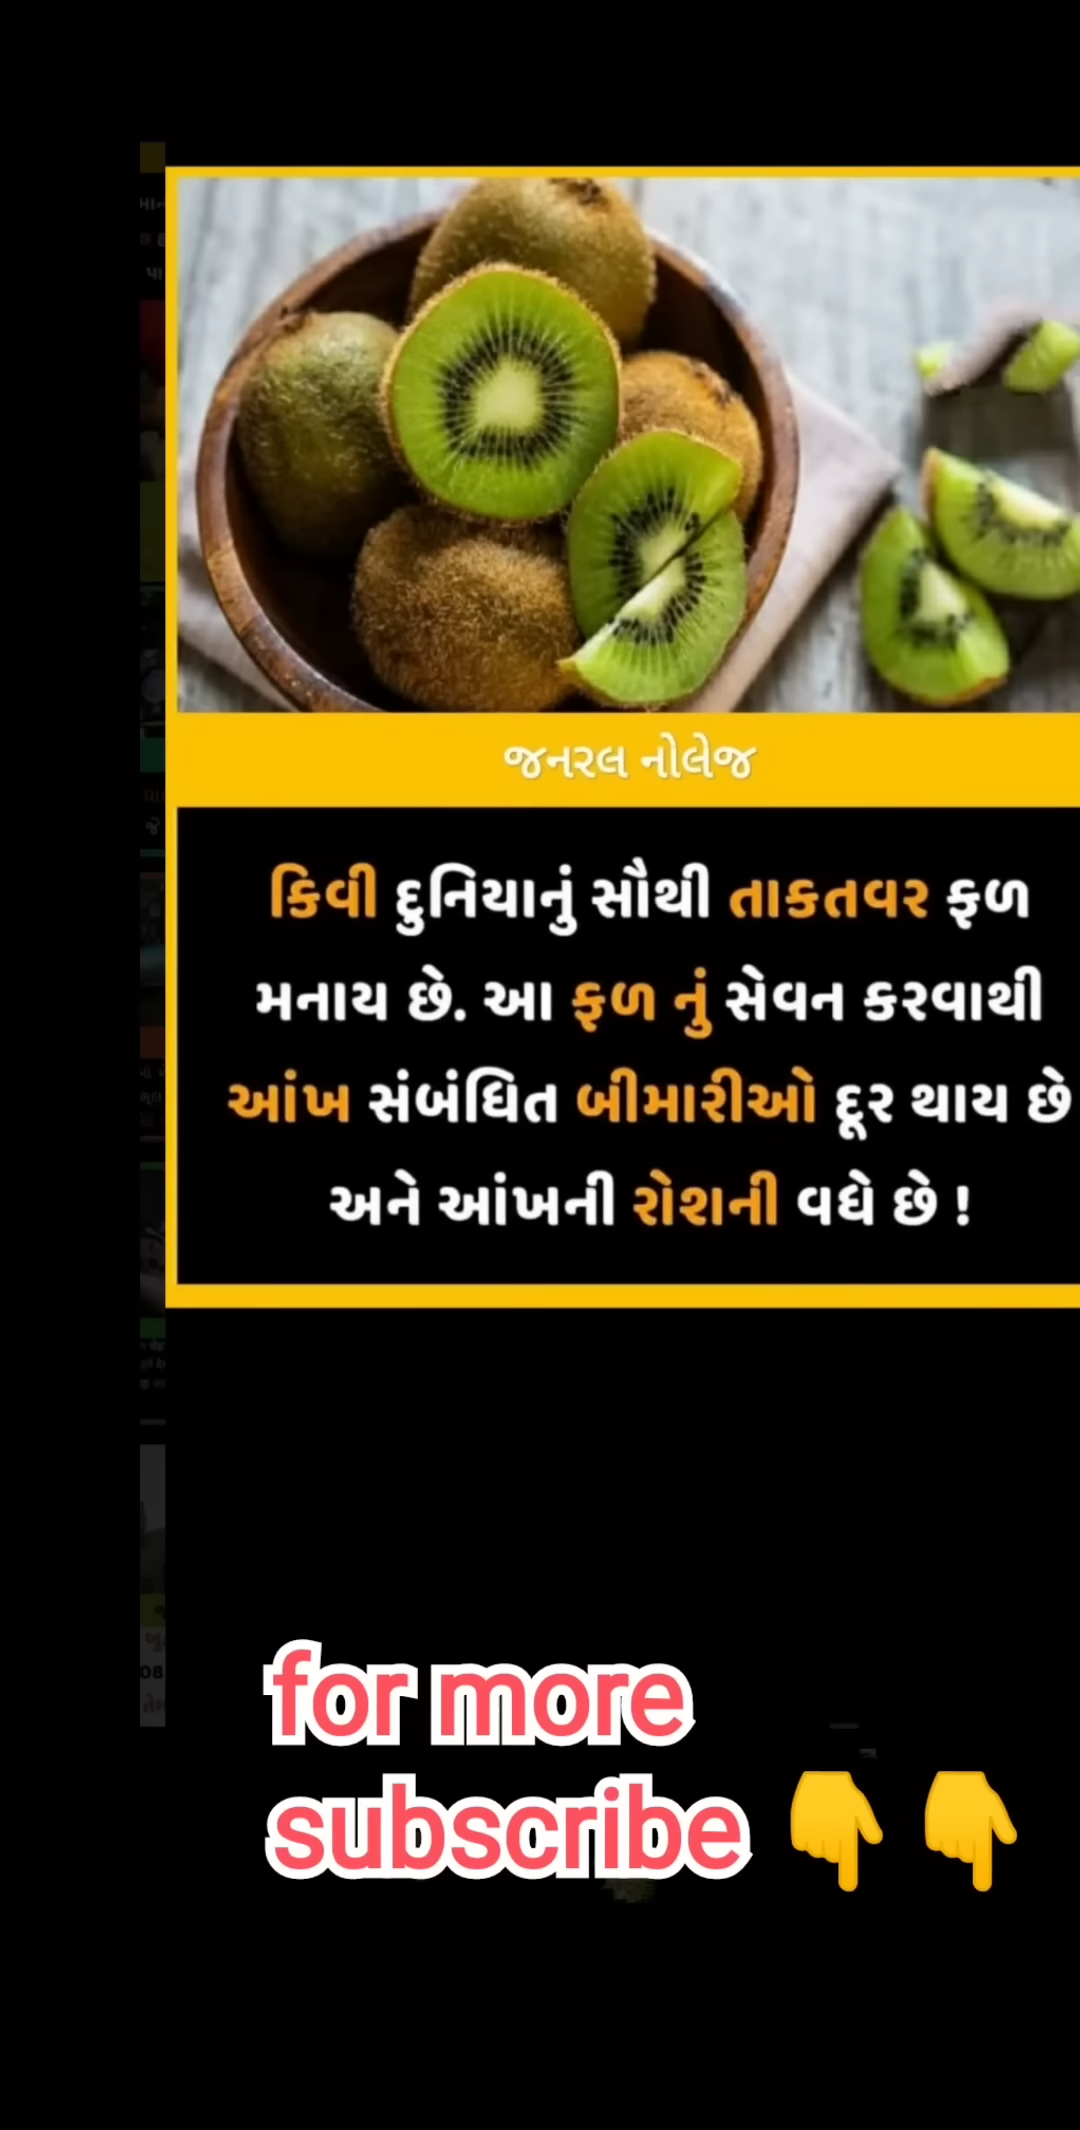 જનરલ નોલેજ
કિવી દુનિયાનું સૌથી તાકતવર ફળ
મનાય છે. આ ફળ નું સેવન કરવાથી
આંખ સંબંધિત બીમારીઓ દૂર થાય છે
અને આંખની રોશની વધે છે !
for more
subscribe 👇 👇